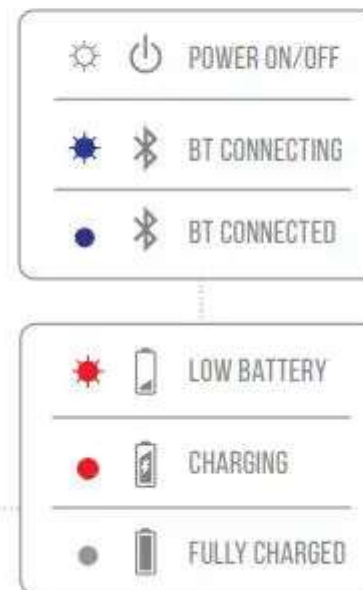 POWER ON/OFF
BT CONNECTING
BT CONNECTED
LOW BATTERY
CHARGING
FULLY CHARGED